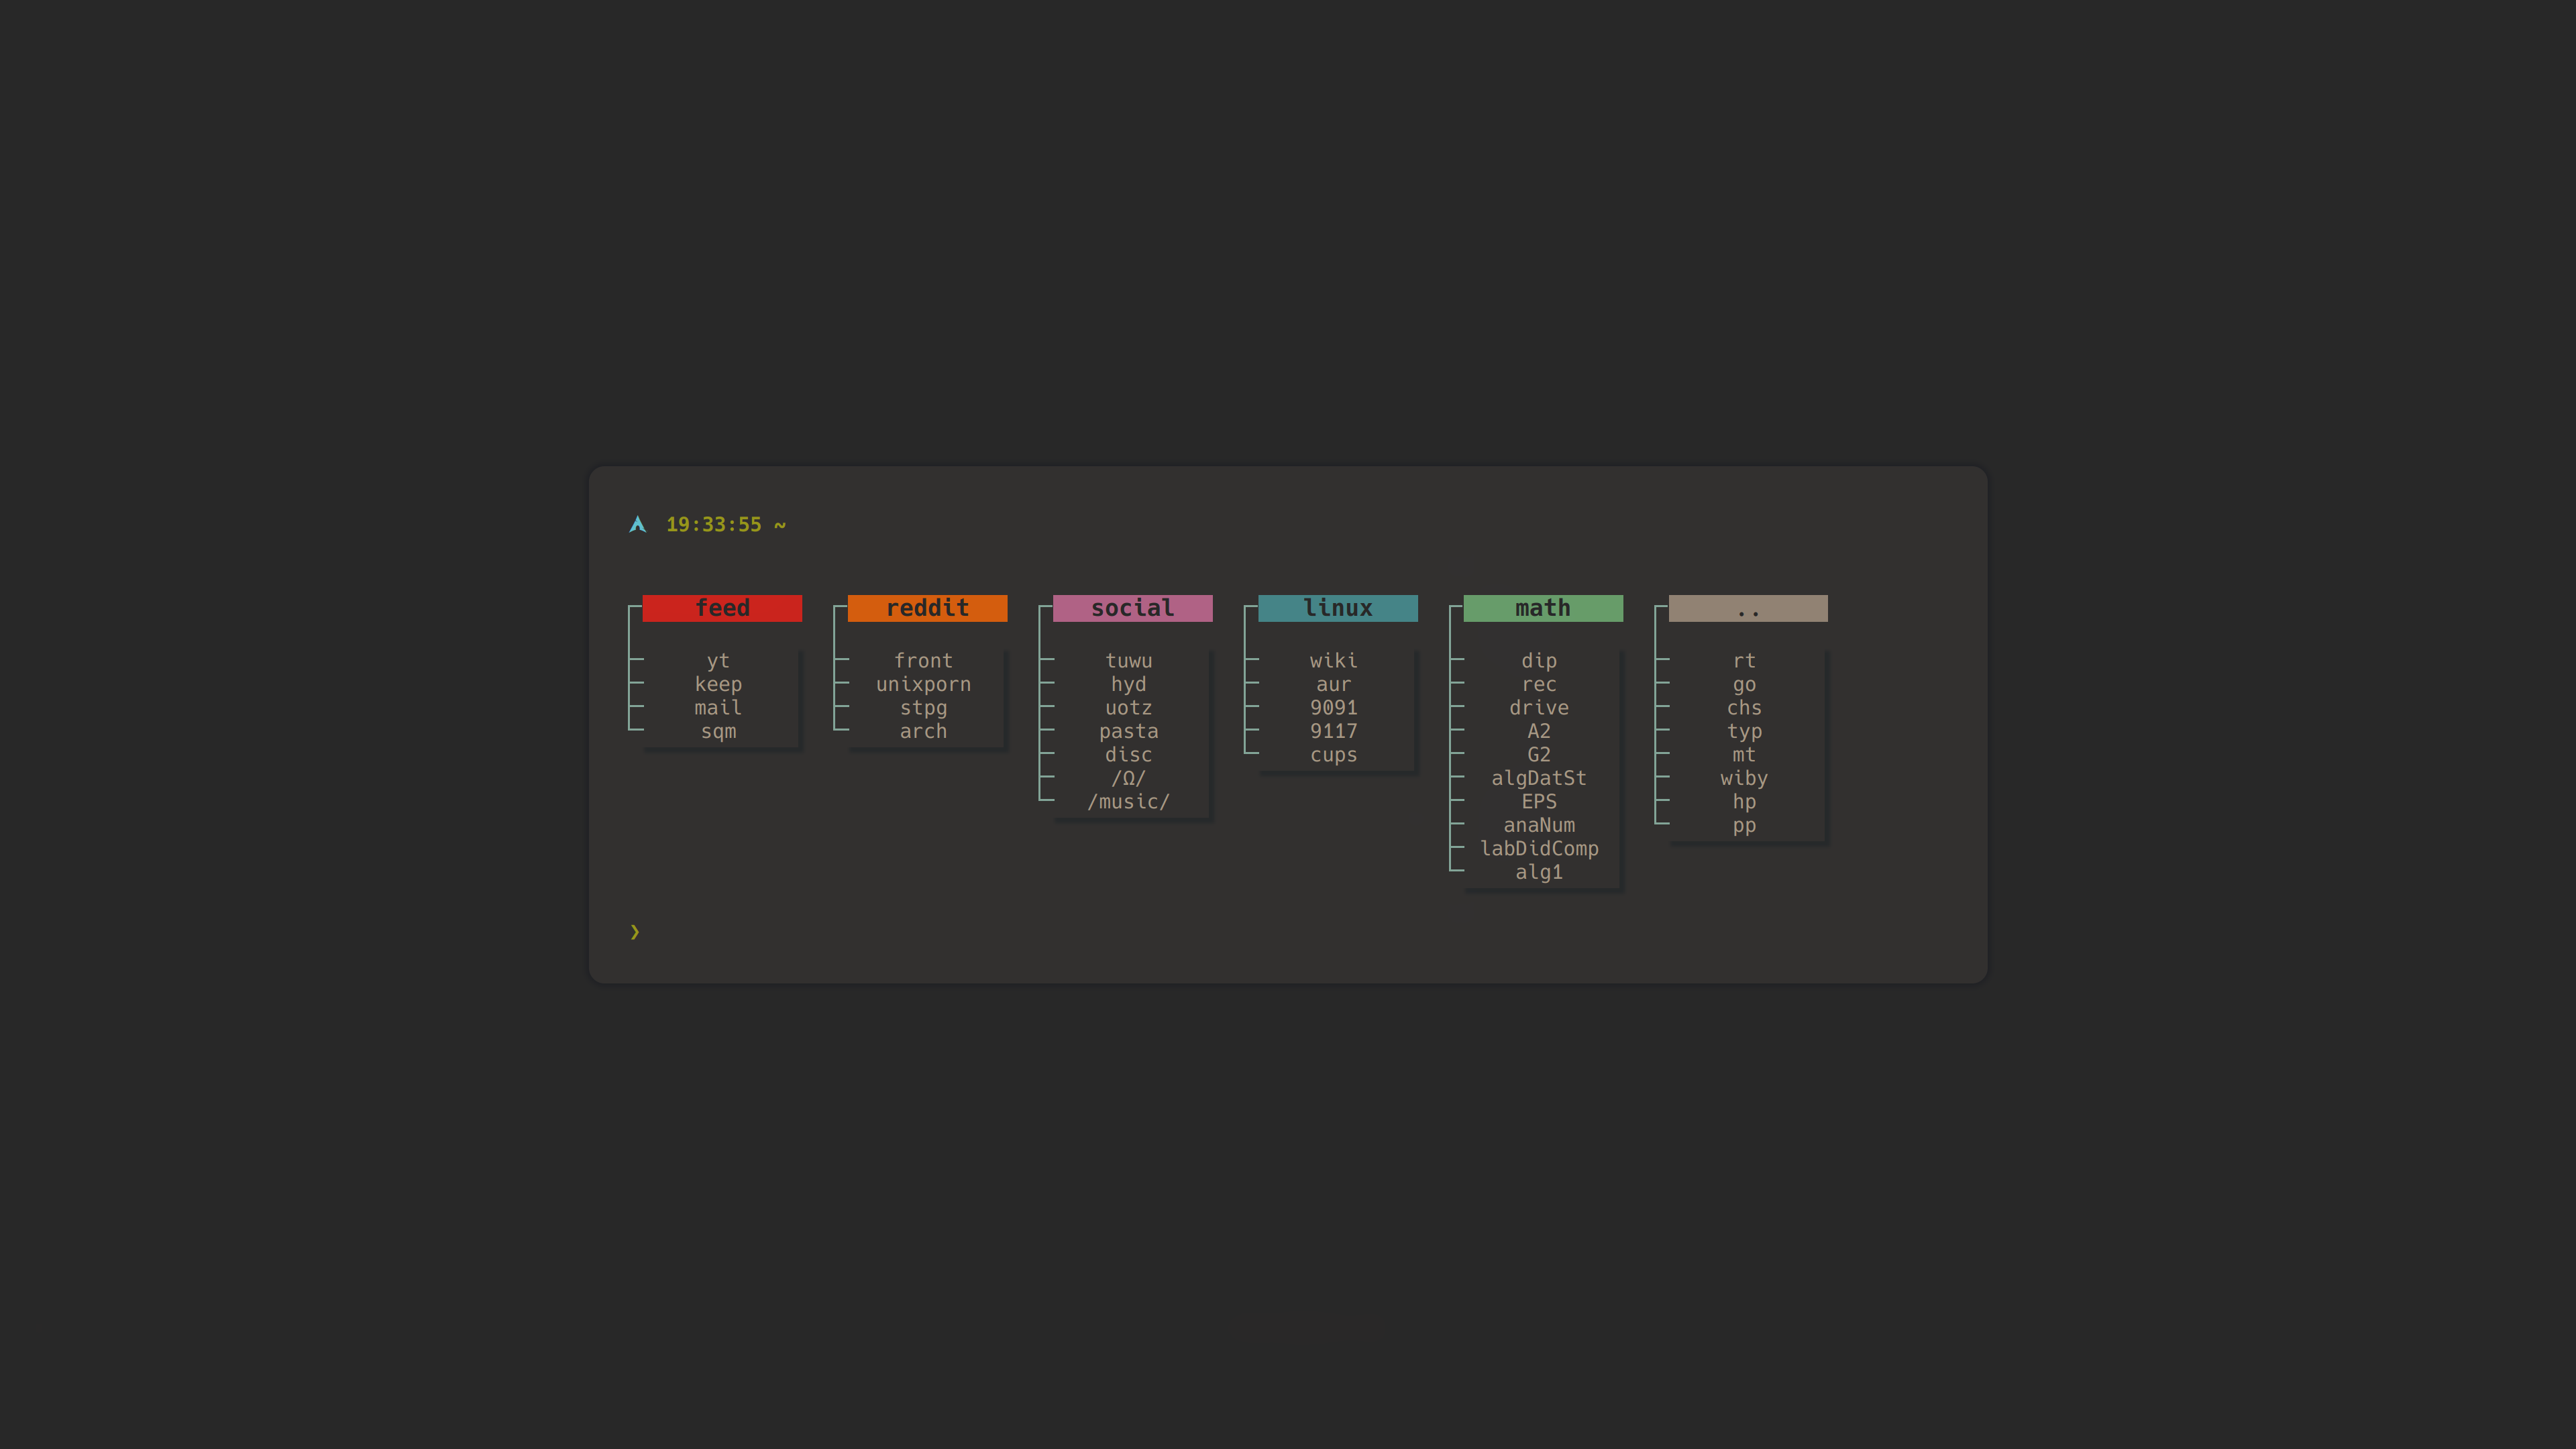 19:33:55 ~
feed
yt
keep
mail
sqm
reddit
front
unixporn
stpg
arch
social
tuwu
hyd
uotz
pasta
disc
/Ω/
/music/
linux
wiki
aur
9091
9117
cups
math
dip
rec
drive
A2
G2
algDatSt
EPS
anaNum
labDidComp
alg1
..
rt
go
chs
typ
mt
wiby
hp
pp
❯